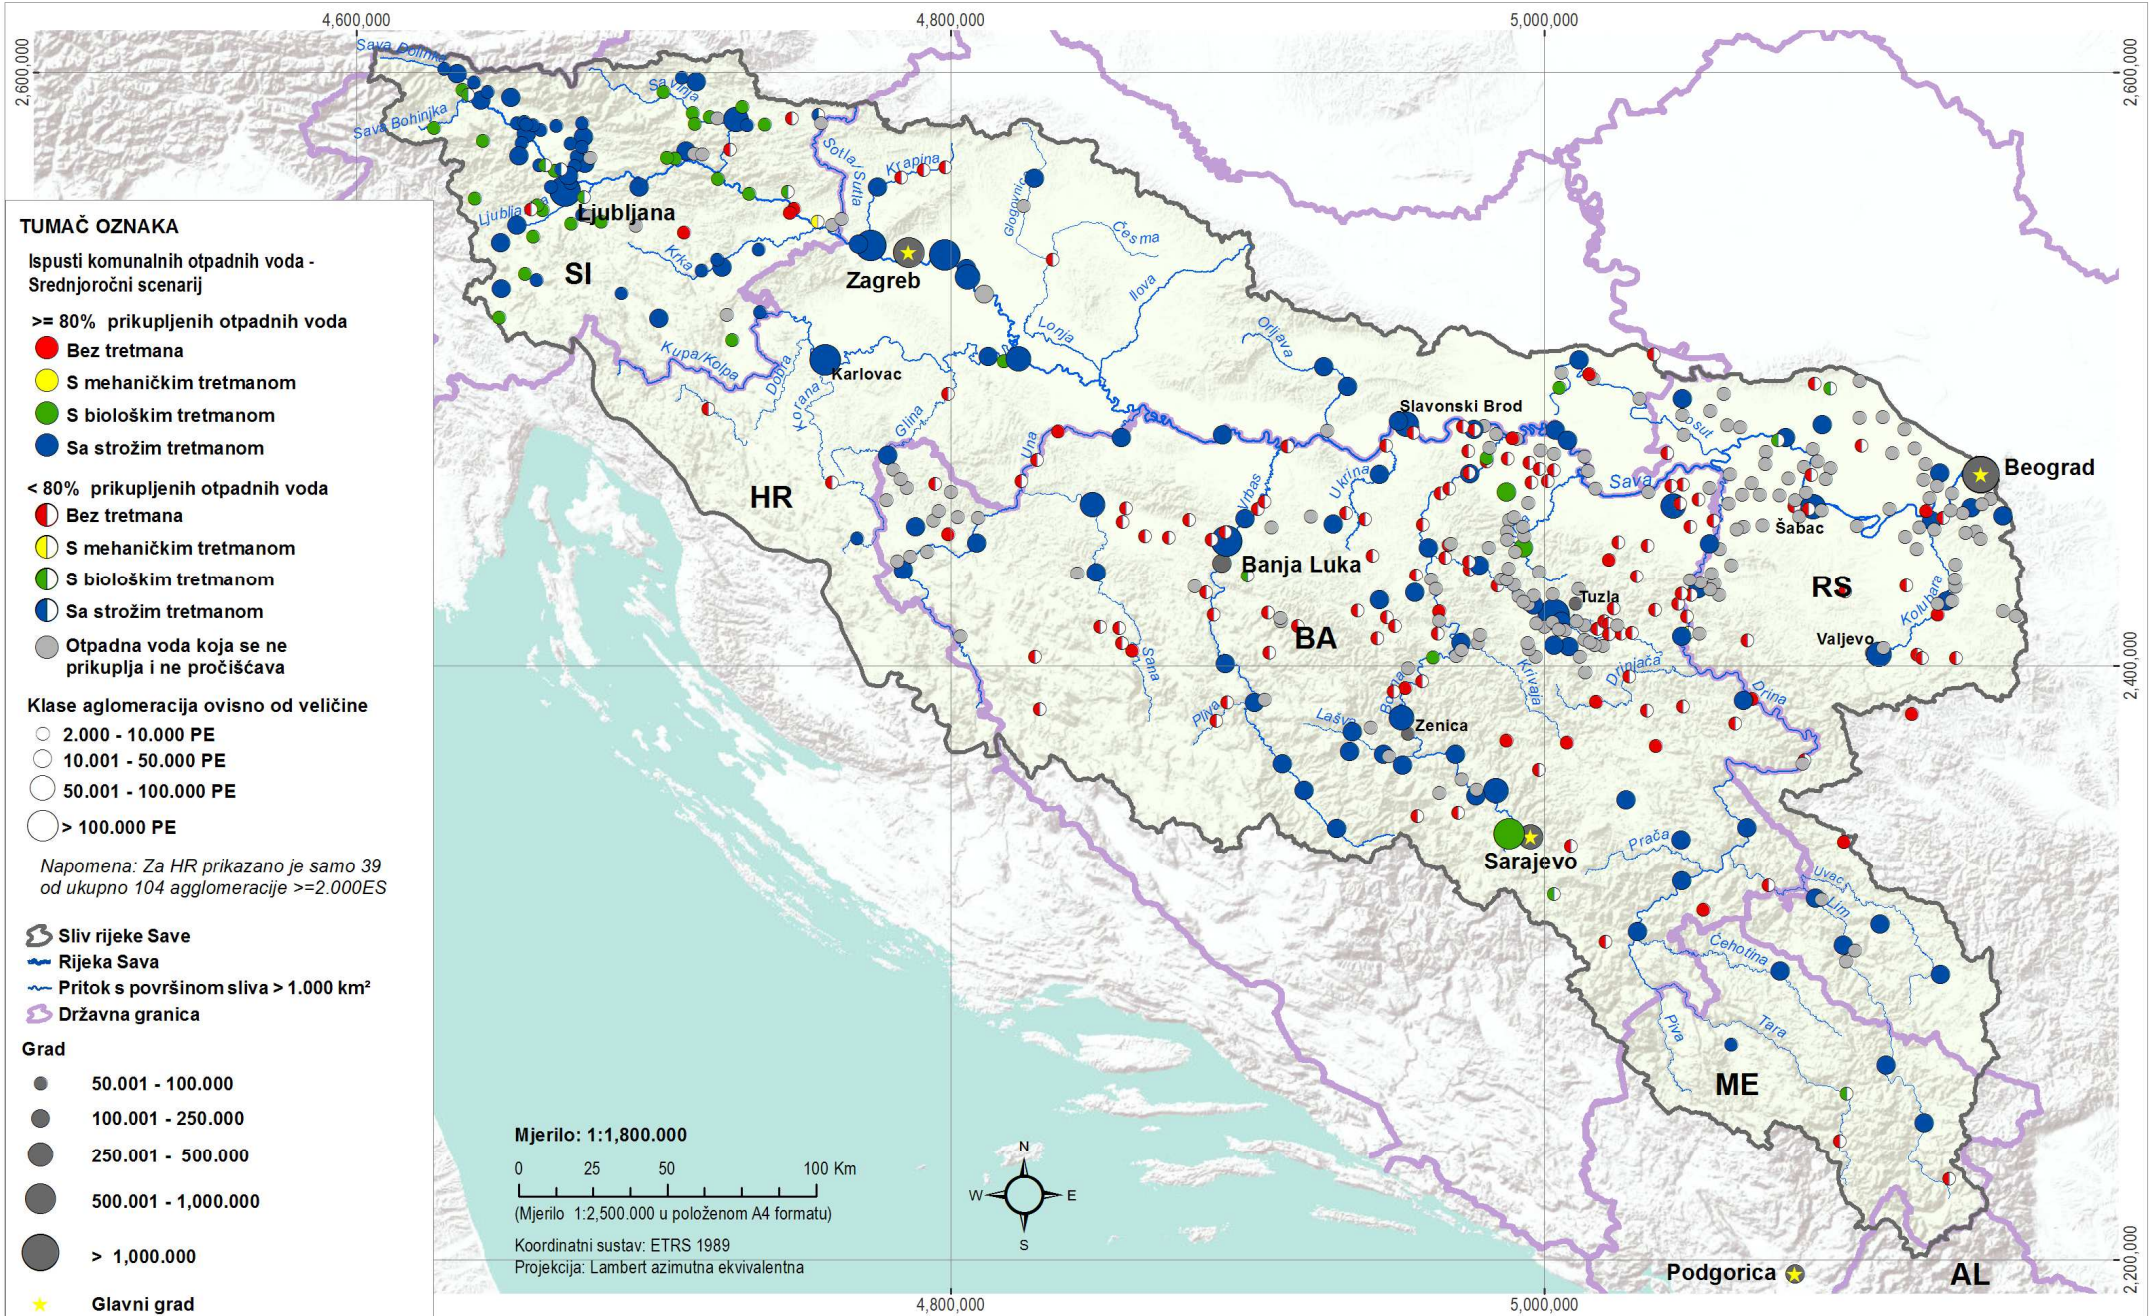 4,600,000
4,800,000
5,000,000
2,600,000
2,600,000
Sava Dolinka
Sava Bohinjka
Savinja
Sotla/Sutla
Krapina
Glogovnica
Česma
Ilova
Ljubljana
Krka
SI
Zagreb
Lonja
Orljava
Kupa/Kolpa
Dobra
Korana
Karlovac
Glina
Slavonski Brod
Una
HR
Vrbas
Ukrina
Sava
Beograd
Šabac
Banja Luka
RS
Kolubara
Tuzla
Valjevo
BA
Sana
Krivaja
Drinjača
Drina
2,400,000
Pliva
Lašva
Bosna
Zenica
Sarajevo
Prača
Uvac
Lim
Ćehotina
Piva
Tara
ME
Podgorica
AL
2,200,000
4,800,000
5,000,000
TUMAČ OZNAKA
Ispusti komunalnih otpadnih voda -
Srednjoročni scenarij
>= 80% prikupljenih otpadnih voda
Bez tretmana
S mehaničkim tretmanom
S biološkim tretmanom
Sa strožim tretmanom
< 80% prikupljenih otpadnih voda
Bez tretmana
S mehaničkim tretmanom
S biološkim tretmanom
Sa strožim tretmanom
Otpadna voda koja se ne
prikuplja i ne pročišćava
Klase aglomeracija ovisno od veličine
2.000 - 10.000 PE
10.001 - 50.000 PE
50.001 - 100.000 PE
> 100.000 PE
Napomena: Za HR prikazano je samo 39
od ukupno 104 agglomeracije >=2.000ES
Sliv rijeke Save
Rijeka Sava
Pritok s površinom sliva > 1.000 km²
Državna granica
Grad
50.001 - 100.000
100.001 - 250.000
250.001 - 500.000
500.001 - 1,000.000
> 1,000.000
Glavni grad
Mjerilo: 1:1,800.000
0 25 50 100 Km
(Mjerilo 1:2,500.000 u položenom A4 formatu)
Koordinatni sustav: ETRS 1989
Projekcija: Lambert azimutna ekvivalentna
N
W
E
S